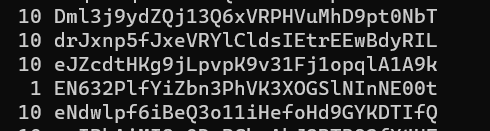 10 Dml3j9ydZQj13Q6xVRPHVuMhD9pt0NbT
10 drJxnp5fJxeVRYlCldsIEtrEEwBdyRIL
10 eJZcdtHKg9jLpvpK9v31Fj1opqlA1A9k
1 EN632PlfYiZbn3PhVK3XOGSlNInNE00t
10 eNdwlpf6iBeQ3o11iHefoHd9GYKDTIfQ